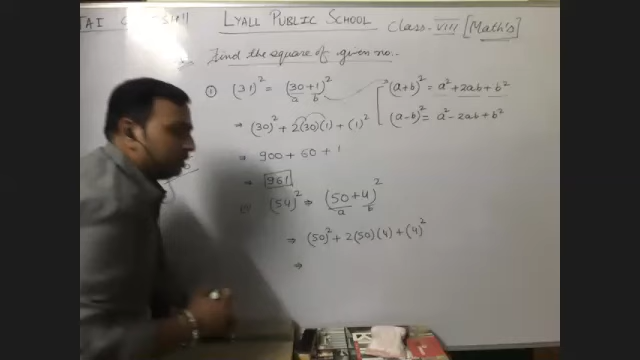 LYALL PUBLIC SCHOOL Class- VIII [Math's]
Find the square of given no..
① (31)² = (30+1)² (a+b)² = a²+2ab+b²
a b
(a-b)² = a²-2ab+b²
⇒ (30)² + 2(30)(1) + (1)²
⇒ 900 + 60 + 1
⇒ 961
(54)² ⇒ (50+4)²
a b
⇒ (50)² + 2(50)(4) + (4)²
⇒